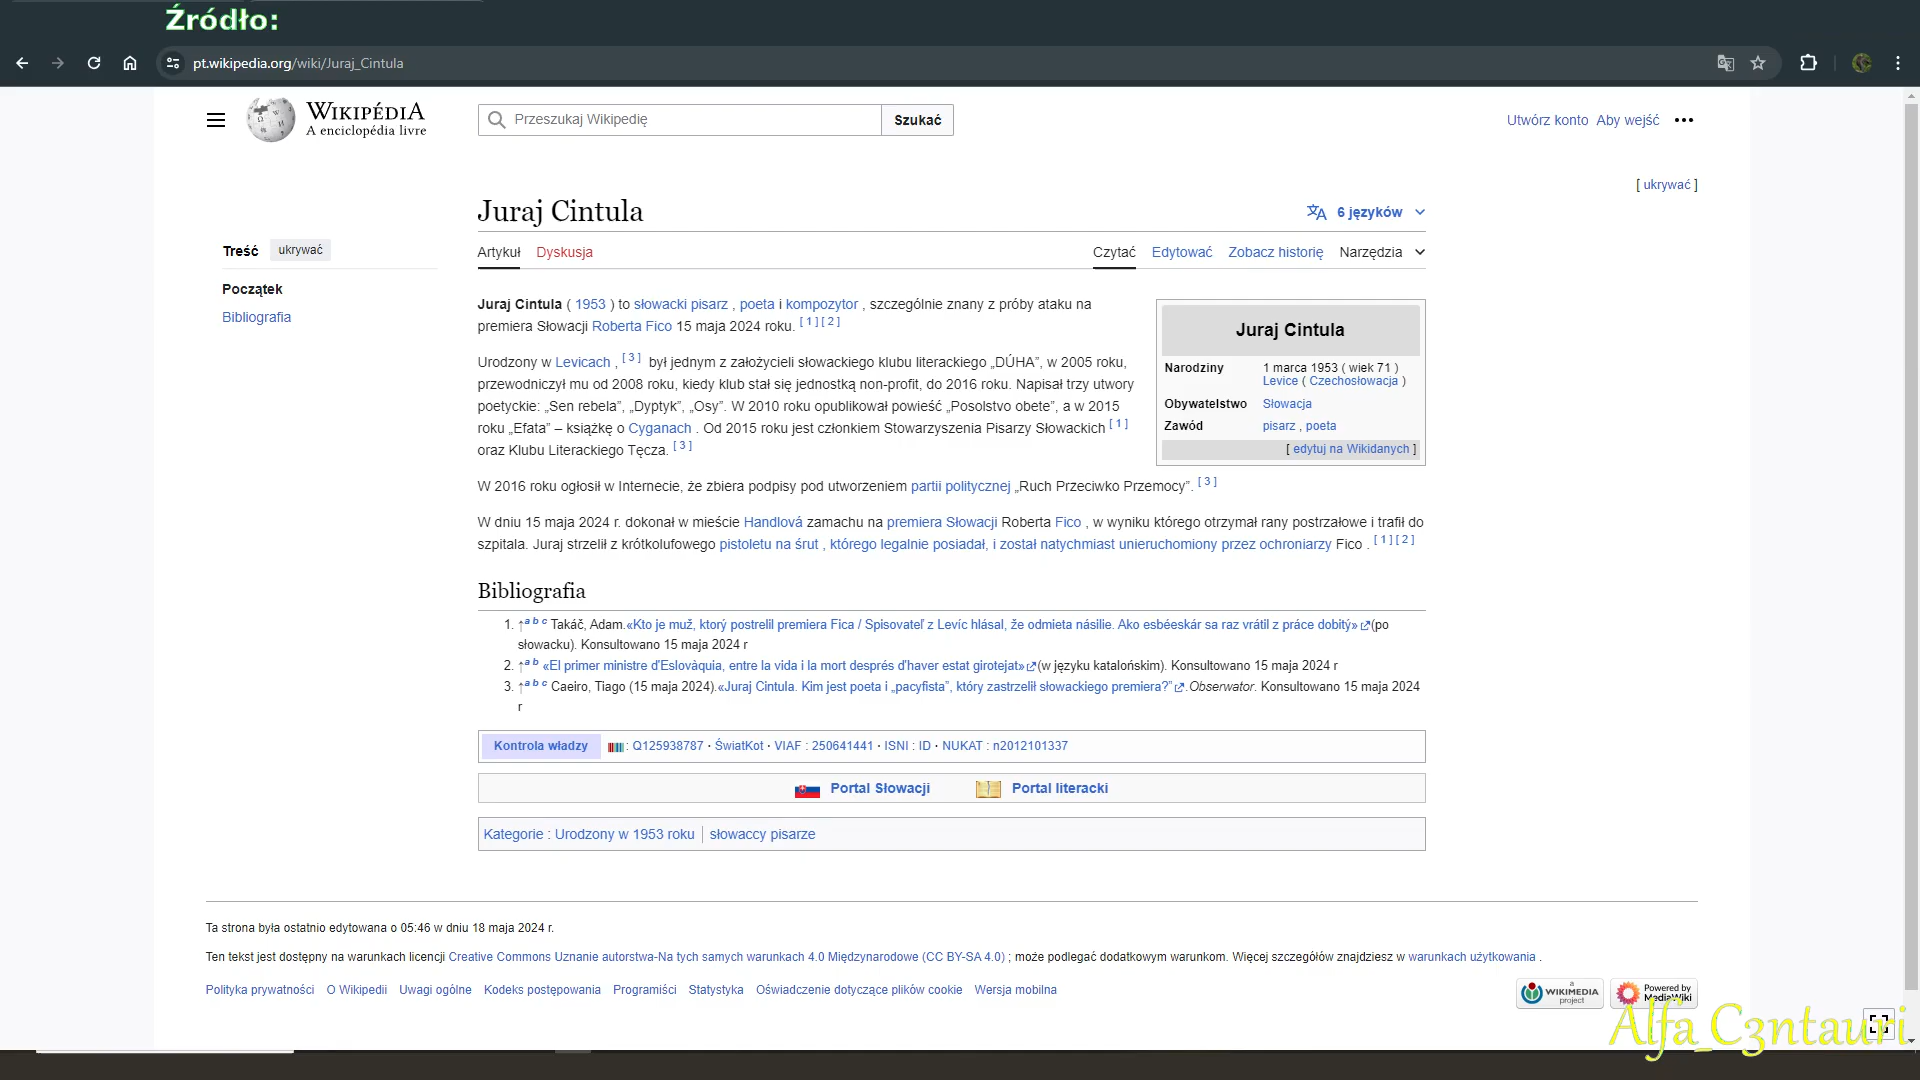 Źródło:
pt.wikipedia.org/wiki/Juraj_Cintula
WIKIPÉDIA
A enciclopédia livre
Przeszukaj Wikipedię
Szukać
Utwórz konto Aby wejść
[ ukrywać ]
Juraj Cintula
6 języków
Treść ukrywać
Początek
Bibliografia
Artykuł Dyskusja
Czytać Edytować Zobacz historię Narzędzia
Juraj Cintula ( 1953 ) to słowacki pisarz , poeta i kompozytor , szczególnie znany z próby ataku na
premiera Słowacji Roberta Fico 15 maja 2024 roku. [ 1 ] [ 2 ]
Urodzony w Levicach , [ 3 ] był jednym z założycieli słowackiego klubu literackiego „DÚHA”, w 2005 roku,
przewodniczył mu od 2008 roku, kiedy klub stał się jednostką non-profit, do 2016 roku. Napisał trzy utwory
poetyckie: „Sen rebela”, „Dyptyk”, „Osy”. W 2010 roku opublikował powieść „Posolstvo obete”, a w 2015
roku „Efata” – książkę o Cyganach . Od 2015 roku jest członkiem Stowarzyszenia Pisarzy Słowackich [ 1 ]
oraz Klubu Literackiego Tęcza. [ 3 ]
Juraj Cintula
Narodziny 1 marca 1953 ( wiek 71 )
Levice ( Czechosłowacja )
Obywatelstwo Słowacja
Zawód pisarz , poeta
[ edytuj na Wikidanych ]
W 2016 roku ogłosił w Internecie, że zbiera podpisy pod utworzeniem partii politycznej „Ruch Przeciwko Przemocy”. [ 3 ]
W dniu 15 maja 2024 r. dokonał w mieście Handlová zamachu na premiera Słowacji Roberta Fico , w wyniku którego otrzymał rany postrzałowe i trafił do
szpitala. Juraj strzelił z krótkolufowego pistoletu na śrut , którego legalnie posiadał, i został natychmiast unieruchomiony przez ochroniarzy Fico . [ 1 ] [ 2 ]
Bibliografia
1. ↑ a b c Takáč, Adam.«Kto je muž, ktorý postrelil premiera Fica / Spisovateľ z Levíc hlásal, že odmieta násilie. Ako esbéeskár sa raz vrátil z práce dobitý» (po
słowacku). Konsultowano 15 maja 2024 r
2. ↑ a b «El primer ministre d'Eslovàquia, entre la vida i la mort després d'haver estat girotejat» (w języku katalońskim). Konsultowano 15 maja 2024 r
3. ↑ a b c Caeiro, Tiago (15 maja 2024).«Juraj Cintula. Kim jest poeta i „pacyfista”, który zastrzelił słowackiego premiera?” .Obserwator. Konsultowano 15 maja 2024
r
Kontrola władzy : Q125938787 · ŚwiatKot · VIAF : 250641441 · ISNI : ID · NUKAT : n2012101337
Portal Słowacji Portal literacki
Kategorie : Urodzony w 1953 roku | słowaccy pisarze
Ta strona była ostatnio edytowana o 05:46 w dniu 18 maja 2024 r.
Ten tekst jest dostępny na warunkach licencji Creative Commons Uznanie autorstwa-Na tych samych warunkach 4.0 Międzynarodowe (CC BY-SA 4.0) ; może podlegać dodatkowym warunkom. Więcej szczegółów znajdziesz w warunkach użytkowania .
Polityka prywatności O Wikipedii Uwagi ogólne Kodeks postępowania Programiści Statystyka Oświadczenie dotyczące plików cookie Wersja mobilna
a WIKIMEDIA project
Powered by MediaWiki
Alfa_C3ntauri